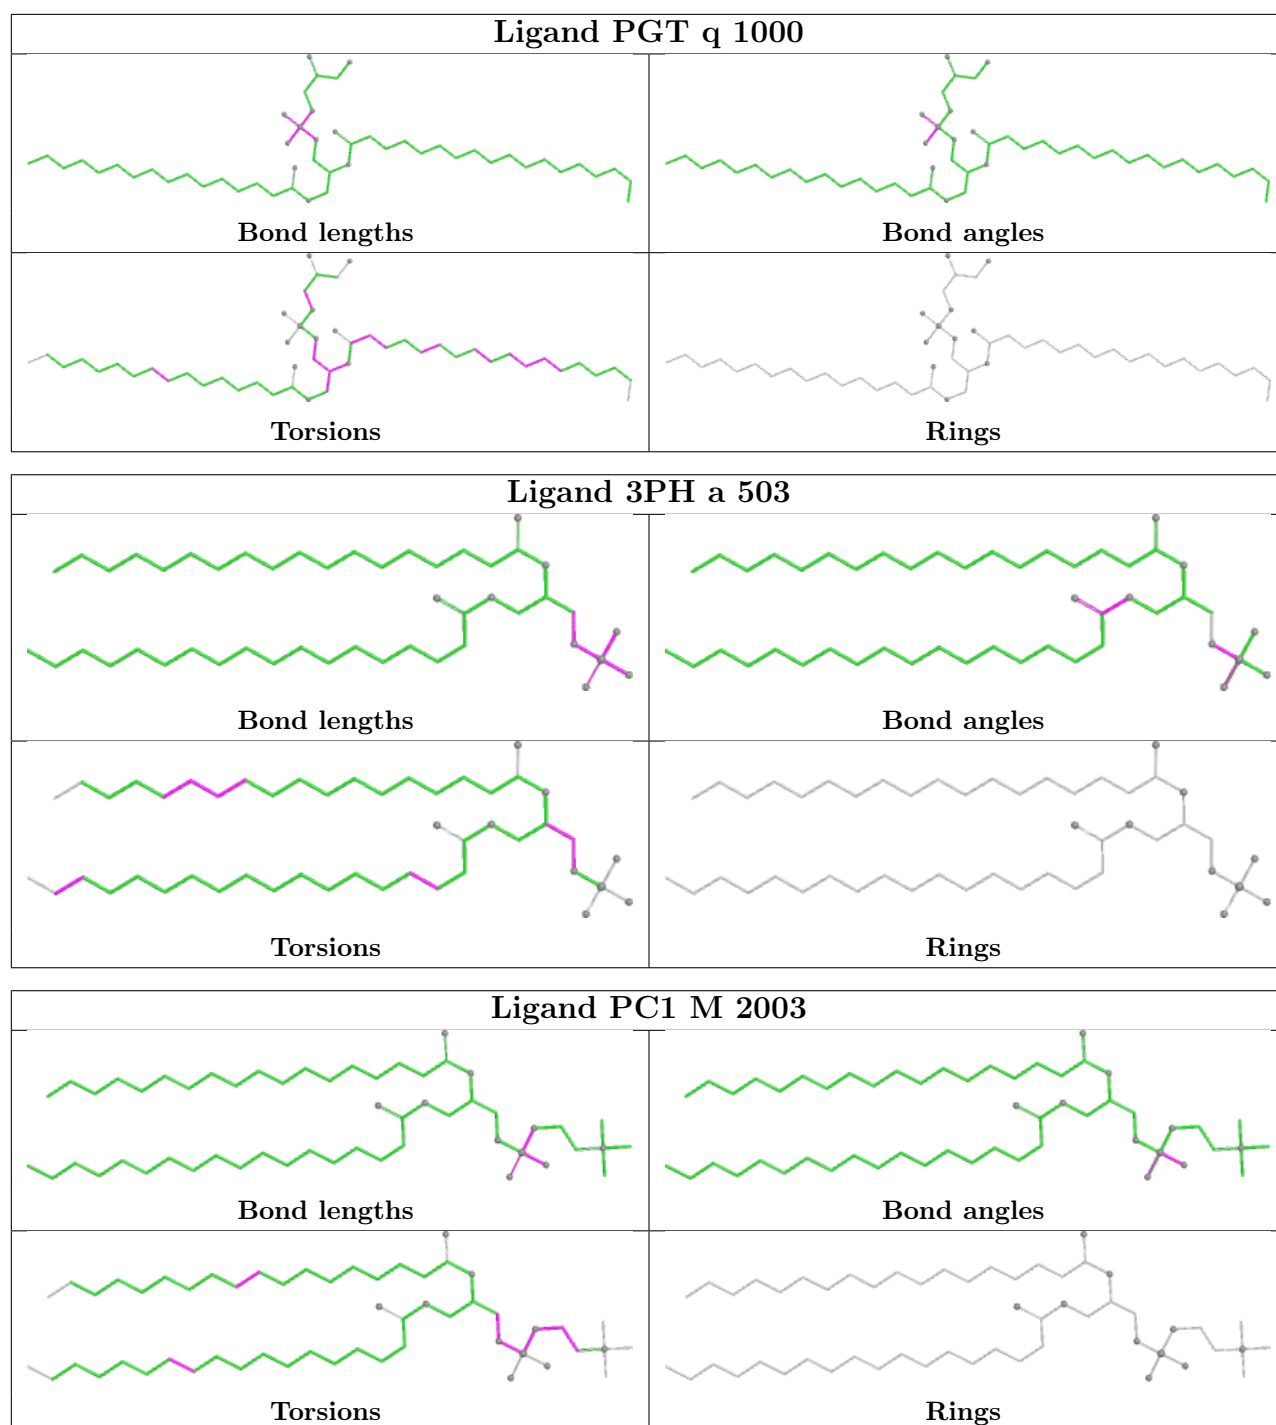 Ligand PGT q 1000
Bond lengths
Bond angles
Torsions
Rings
Ligand 3PH a 503
Bond lengths
Bond angles
Torsions
Rings
Ligand PC1 M 2003
Bond lengths
Bond angles
Torsions
Rings